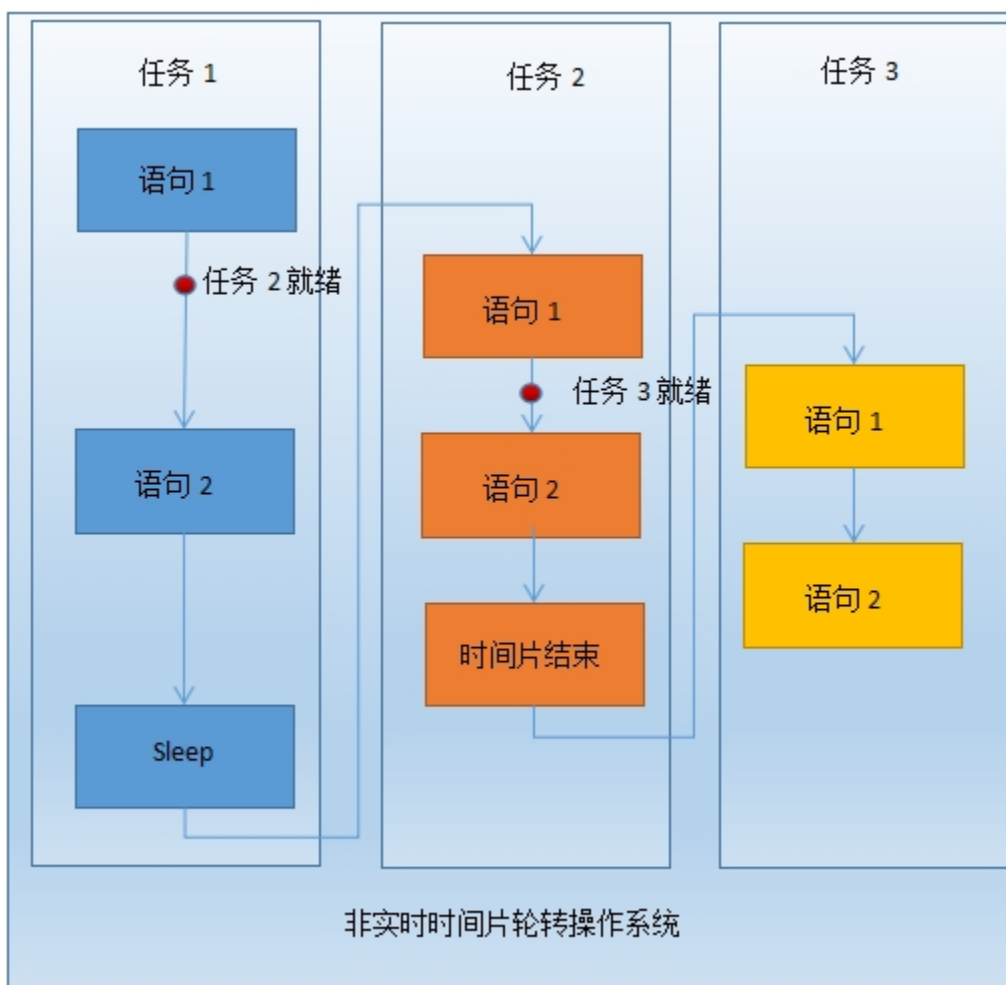 任务 1
语句 1
任务 2 就绪
语句 2
Sleep
任务 2
语句 1
任务 3 就绪
语句 2
时间片结束
任务 3
语句 1
语句 2
非实时时间片轮转操作系统